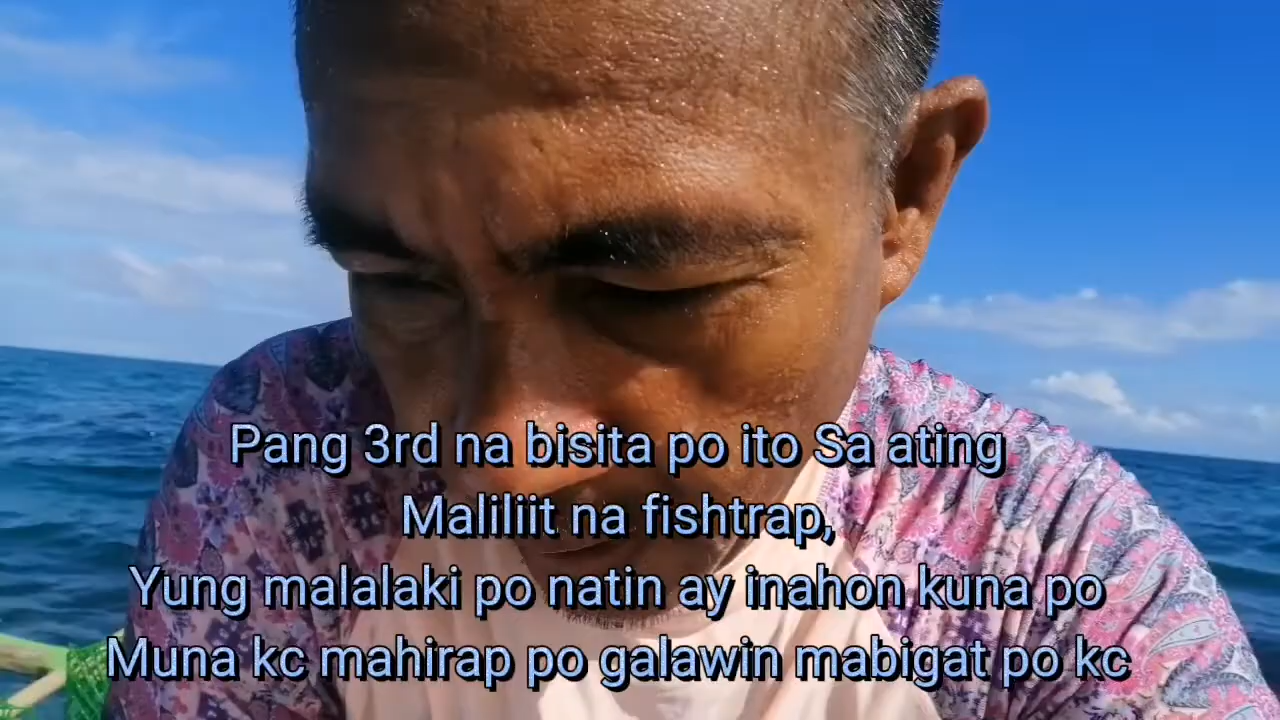 Pang 3rd na bisita po ito Sa ating
Maliliit na fishtrap,
Yung malalaki po natin ay inahon kuna po
Muna kc mahirap po galawin mabigat po kc